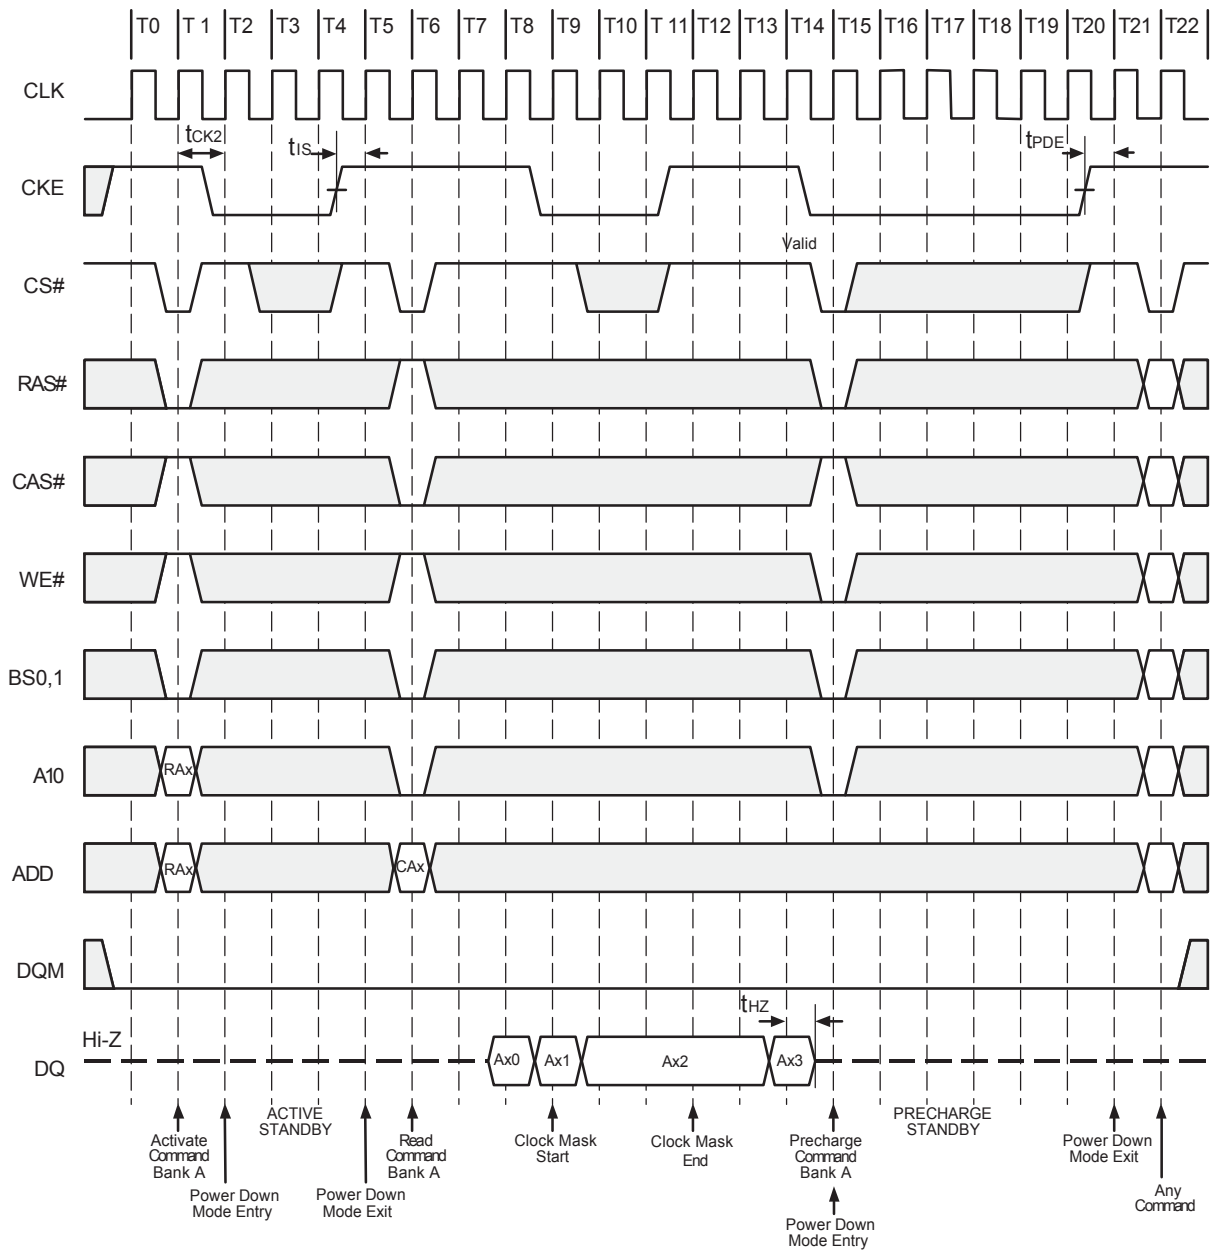 T0 T 1 T2 T3 T4 T5 T6 T7 T8 T9 T10 T 11 T12 T13 T14 T15 T16 T17 T18 T19 T20 T21 T22
CLK
tCK2
tIS
tPDE
CKE
Valid
CS#
RAS#
CAS#
WE#
BS0,1
A10
RAx
ADD
RAx
CAx
DQM
tHZ
Hi-Z
DQ
Ax0
Ax1
Ax2
Ax3
ACTIVE
STANDBY
PRECHARGE
STANDBY
Activate
Command
Bank A
Power Down
Mode Entry
Power Down
Mode Exit
Read
Command
Bank A
Clock Mask
Start
Clock Mask
End
Precharge
Command
Bank A
Power Down
Mode Entry
Power Down
Mode Exit
Any
Command